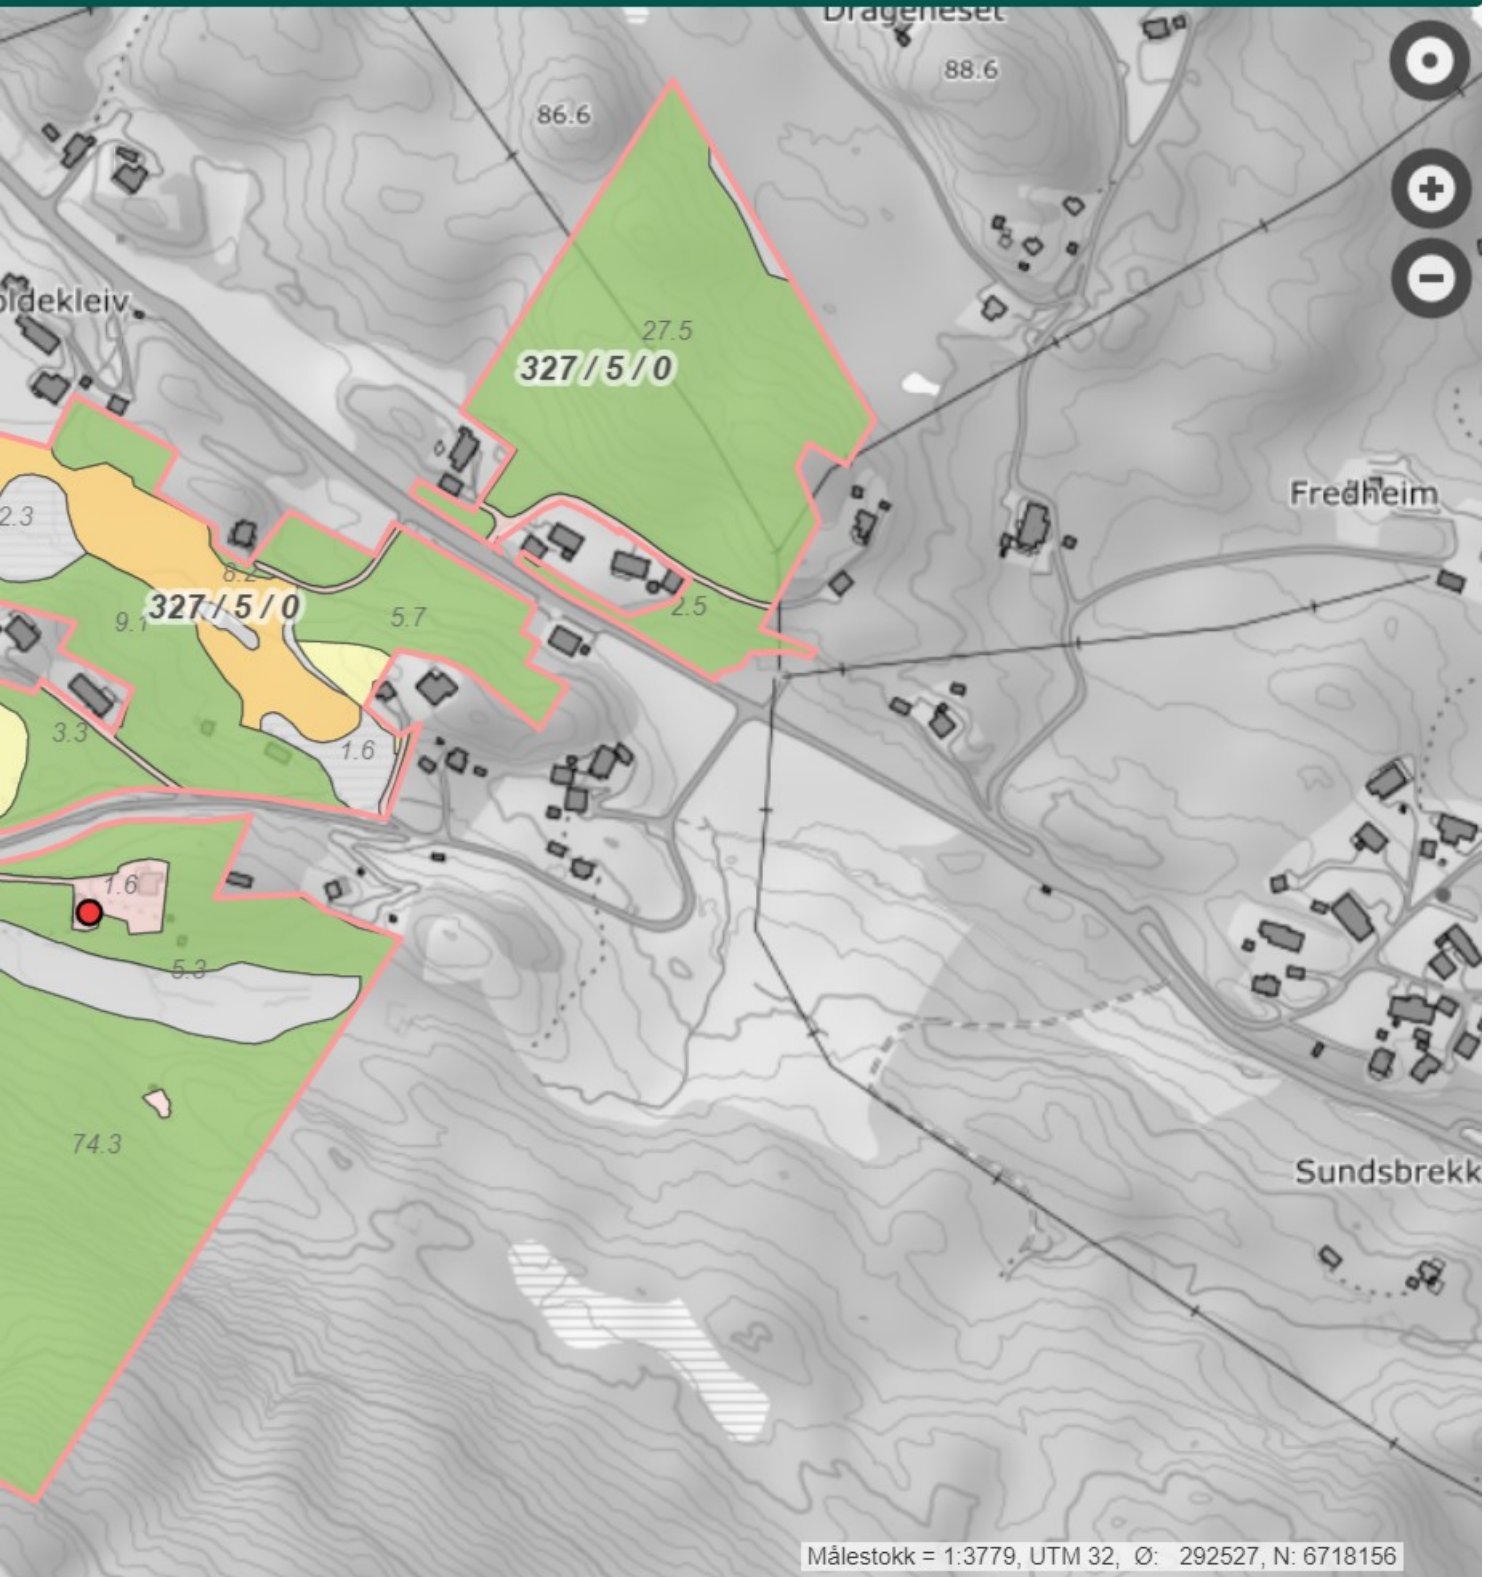 Drageneset
88.6
86.6
oldekleiv
27.5
327 / 5 / 0
Fredheim
2.3
8.2
327 / 5 / 0
9.1
5.7
2.5
3.3
1.6
1.6
5.3
74.3
Sundsbrekk
Målestokk = 1:3779, UTM 32, Ø: 292527, N: 6718156